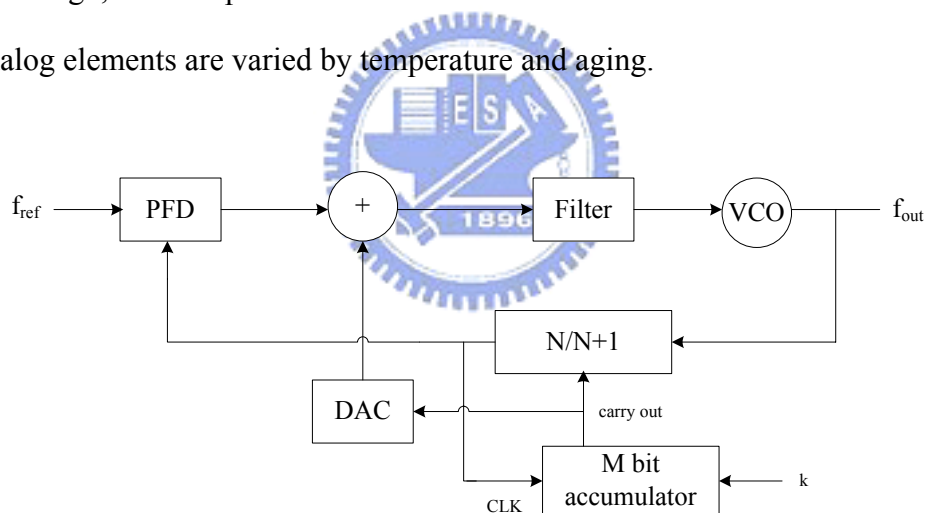 alog elements are varied by temperature and aging.
E S A
1896
f_ref
PFD
+
Filter
VCO
f_out
N/N+1
DAC
carry out
M bit
accumulator
k
CLK